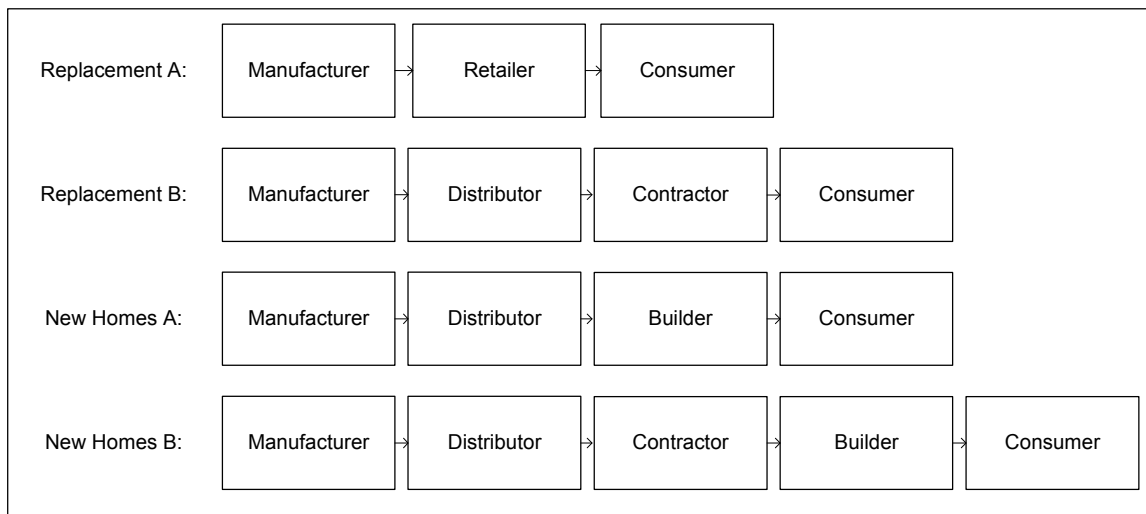 Replacement A: Manufacturer Retailer Consumer
Replacement B: Manufacturer Distributor Contractor Consumer
New Homes A: Manufacturer Distributor Builder Consumer
New Homes B: Manufacturer Distributor Contractor Builder Consumer